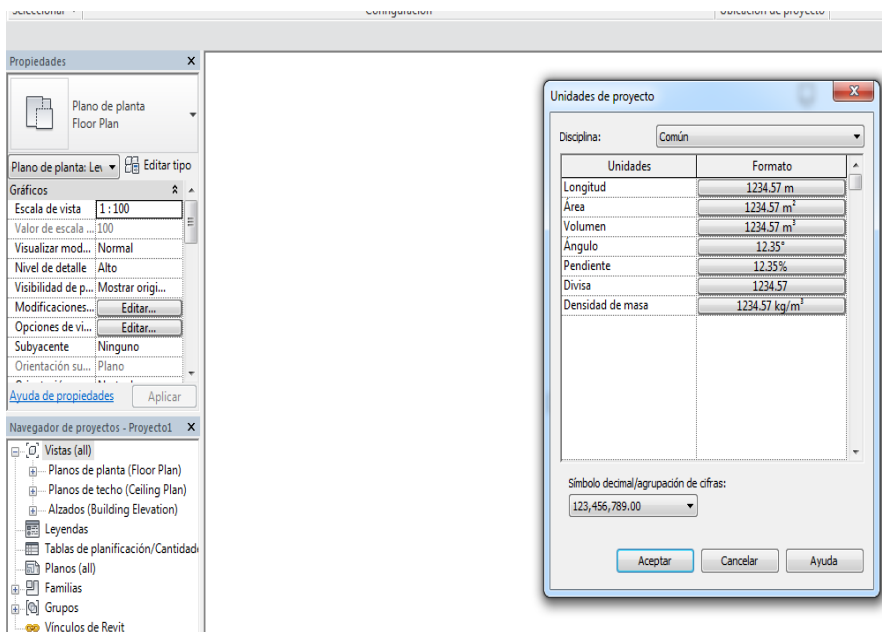 Seleccionar
Configuración
Ubicación de proyecto
Propiedades X
Plano de planta
Floor Plan
Plano de planta: Lev
Editar tipo
Gráficos
Escala de vista 1 : 100
Valor de escala ... 100
Visualizar mod... Normal
Nivel de detalle Alto
Visibilidad de p... Mostrar origi...
Modificaciones... Editar...
Opciones de vi... Editar...
Subyacente Ninguno
Orientación su... Plano
Ayuda de propiedades Aplicar
Navegador de proyectos - Proyecto1 X
Vistas (all)
Planos de planta (Floor Plan)
Planos de techo (Ceiling Plan)
Alzados (Building Elevation)
Leyendas
Tablas de planificación/Cantidad
Planos (all)
Familias
Grupos
Vínculos de Revit
Unidades de proyecto
Disciplina: Común
Unidades Formato
Longitud 1234.57 m
Área 1234.57 m²
Volumen 1234.57 m³
Ángulo 12.35°
Pendiente 12.35%
Divisa 1234.57
Densidad de masa 1234.57 kg/m³
Símbolo decimal/agrupación de cifras:
123,456,789.00
Aceptar Cancelar Ayuda